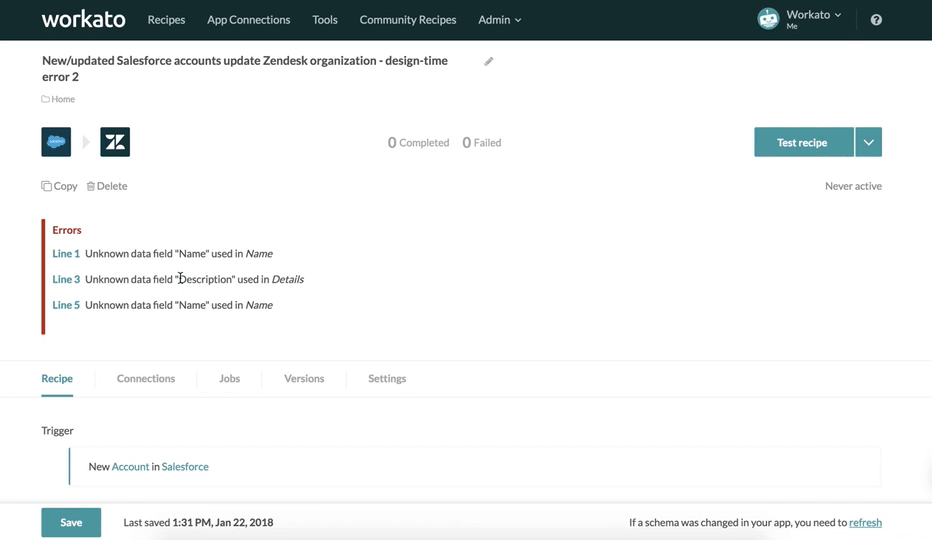 workato Recipes App Connections Tools Community Recipes Admin Workato
Me
New/updated Salesforce accounts update Zendesk organization - design-time
error 2
Home
0 Completed 0 Failed Test recipe
Copy Delete Never active
Errors
Line 1 Unknown data field "Name" used in Name
Line 3 Unknown data field "Description" used in Details
Line 5 Unknown data field "Name" used in Name
Recipe Connections Jobs Versions Settings
Trigger
New Account in Salesforce
Save Last saved 1:31 PM, Jan 22, 2018 If a schema was changed in your app, you need to refresh